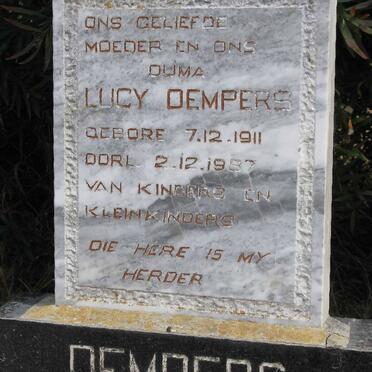 ONS GELIEFDE
MOEDER EN ONS
OUMA
LUCY DEMPERS
GEBORE 7.12.1911
OORL 2.12.1987
VAN KINDERS EN
KLEINKINDERS
DIE HERE IS MY
HERDER
DEMPERS